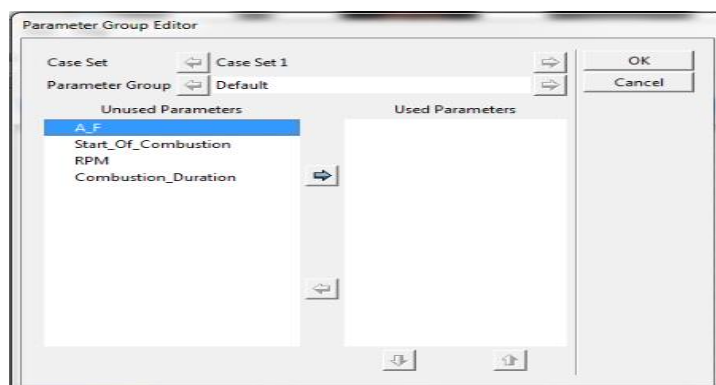 Parameter Group Editor
Case Set Case Set 1
OK
Parameter Group Default
Cancel
Unused Parameters Used Parameters
A_F
Start_Of_Combustion
RPM
Combustion_Duration